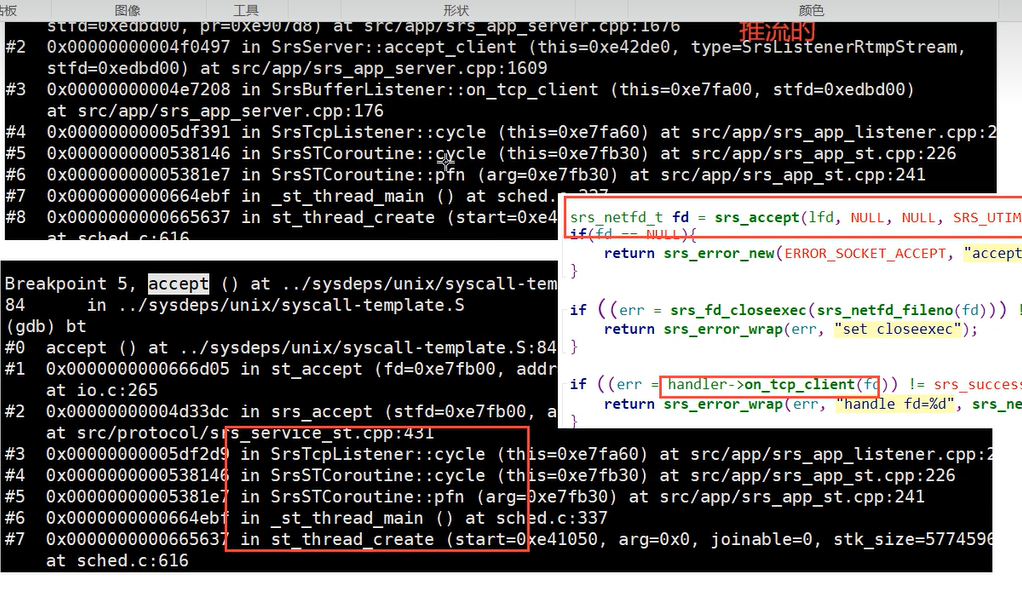 图像
工具
形状
颜色
推流的
stfd=0xedbd00, pr=0xe907d8) at src/app/srs_app_server.cpp:1676
#2 0x00000000004f0497 in SrsServer::accept_client (this=0xe42de0, type=SrsListenerRtmpStream,
stfd=0xedbd00) at src/app/srs_app_server.cpp:1609
#3 0x00000000004e7208 in SrsBufferListener::on_tcp_client (this=0xe7fa00, stfd=0xedbd00)
at src/app/srs_app_server.cpp:176
#4 0x00000000005df391 in SrsTcpListener::cycle (this=0xe7fa60) at src/app/srs_app_listener.cpp:2
#5 0x0000000000538146 in SrsSTCoroutine::cycle (this=0xe7fb30) at src/app/srs_app_st.cpp:226
#6 0x00000000005381e7 in SrsSTCoroutine::pfn (arg=0xe7fb30) at src/app/srs_app_st.cpp:241
#7 0x0000000000664ebf in _st_thread_main () at sched.c:337
#8 0x0000000000665637 in st_thread_create (start=0xe4
at sched.c:616
srs_netfd_t fd = srs_accept(lfd, NULL, NULL, SRS_UTIM
if(fd == NULL){
return srs_error_new(ERROR_SOCKET_ACCEPT, "accept
}
if ((err = srs_fd_closeexec(srs_netfd_fileno(fd))) !
return srs_error_wrap(err, "set closeexec");
}
if ((err = handler->on_tcp_client(fd)) != srs_success
return srs_error_wrap(err, "handle fd=%d", srs_ne
}
Breakpoint 5, accept () at ../sysdeps/unix/syscall-tem
84 in ../sysdeps/unix/syscall-template.S
(gdb) bt
#0 accept () at ../sysdeps/unix/syscall-template.S:84
#1 0x0000000000666d05 in st_accept (fd=0xe7fb00, addr
at io.c:265
#2 0x00000000004d33dc in srs_accept (stfd=0xe7fb00, a
at src/protocol/srs_service_st.cpp:431
#3 0x00000000005df2d9 in SrsTcpListener::cycle (this=0xe7fa60) at src/app/srs_app_listener.cpp:2
#4 0x0000000000538146 in SrsSTCoroutine::cycle (this=0xe7fb30) at src/app/srs_app_st.cpp:226
#5 0x00000000005381e7 in SrsSTCoroutine::pfn (arg=0xe7fb30) at src/app/srs_app_st.cpp:241
#6 0x0000000000664ebf in _st_thread_main () at sched.c:337
#7 0x0000000000665637 in st_thread_create (start=0xe41050, arg=0x0, joinable=0, stk_size=5774596
at sched.c:616